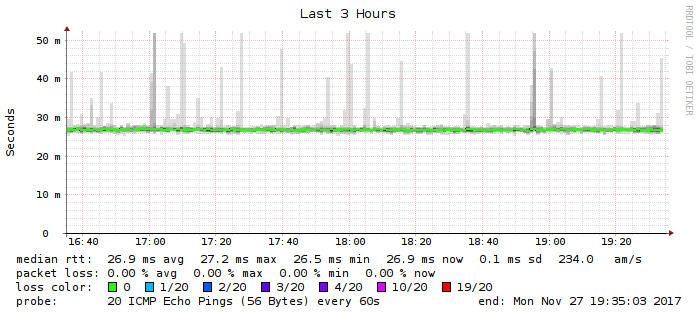 Last 3 Hours
RRDTOOL / TOBI OETIKER
Seconds
50 m
40 m
30 m
20 m
10 m
0
16:40 17:00 17:20 17:40 18:00 18:20 18:40 19:00 19:20
median rtt: 26.9 ms avg 27.2 ms max 26.5 ms min 26.9 ms now 0.1 ms sd 234.0 am/s
packet loss: 0.00 % avg 0.00 % max 0.00 % min 0.00 % now
loss color: 0 1/20 2/20 3/20 4/20 10/20 19/20
probe: 20 ICMP Echo Pings (56 Bytes) every 60s end: Mon Nov 27 19:35:03 2017